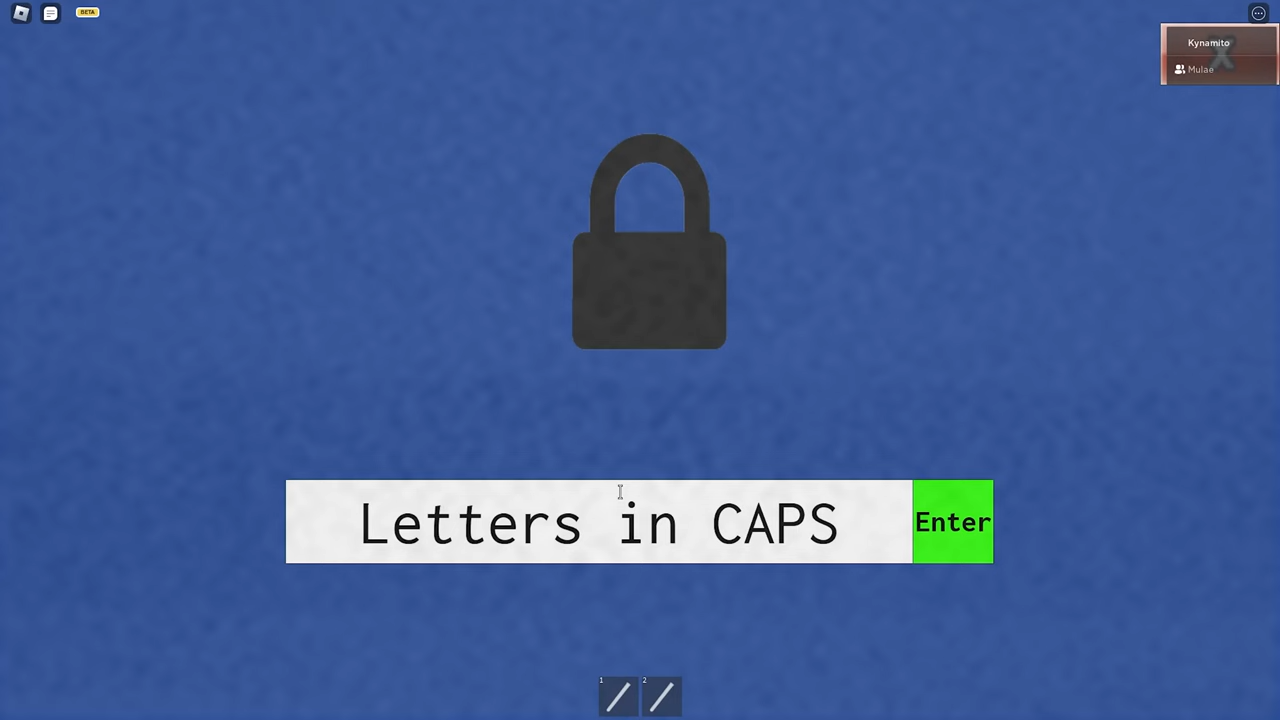 BETA
Kynamito
X
Mulae
Letters in CAPS
Enter
1
2